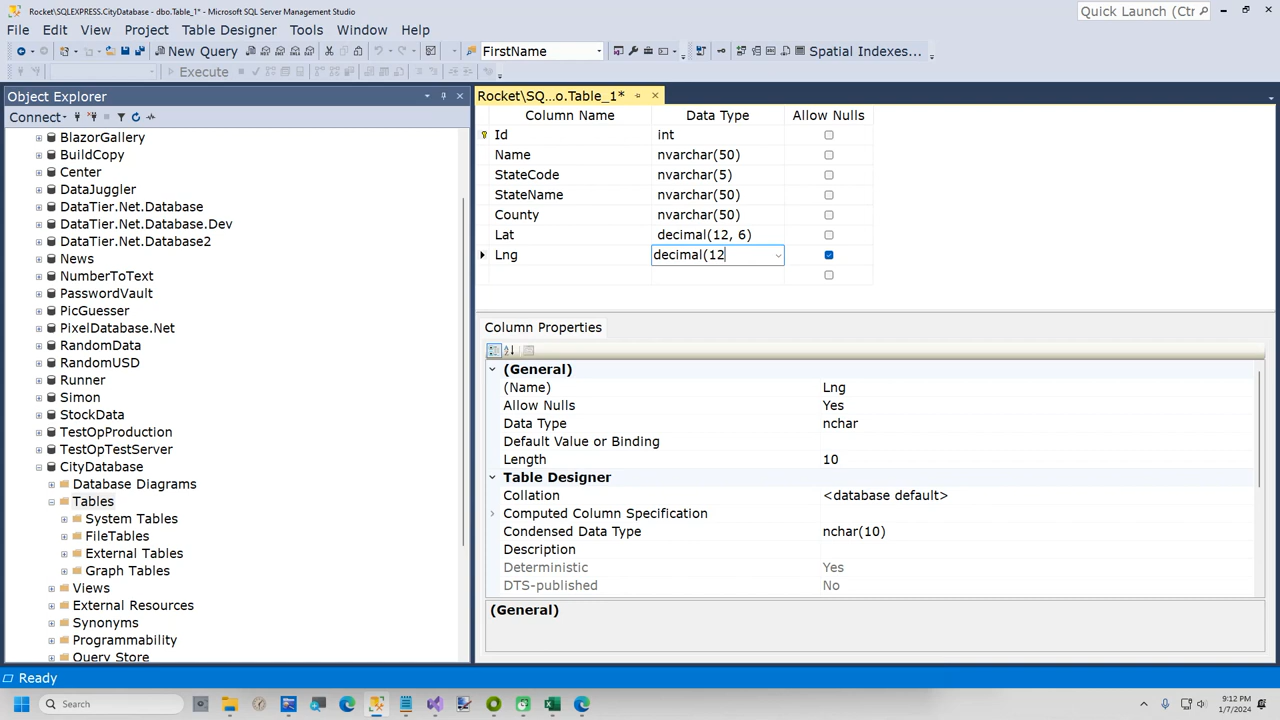 Rocket\SQLEXPRESS.CityDatabase - dbo.Table_1* - Microsoft SQL Server Management Studio
Quick Launch (Ctr
File Edit View Project Table Designer Tools Window Help
New Query FirstName Spatial Indexes...
Execute
Object Explorer
Connect
BlazorGallery
BuildCopy
Center
DataJuggler
DataTier.Net.Database
DataTier.Net.Database.Dev
DataTier.Net.Database2
News
NumberToText
PasswordVault
PicGuesser
PixelDatabase.Net
RandomData
RandomUSD
Runner
Simon
StockData
TestOpProduction
TestOpTestServer
CityDatabase
Database Diagrams
Tables
System Tables
FileTables
External Tables
Graph Tables
Views
External Resources
Synonyms
Programmability
Query Store
Rocket\SQ...o.Table_1*
Column Name Data Type Allow Nulls
Id int
Name nvarchar(50)
StateCode nvarchar(5)
StateName nvarchar(50)
County nvarchar(50)
Lat decimal(12, 6)
Lng decimal(12
Column Properties
(General)
(Name) Lng
Allow Nulls Yes
Data Type nchar
Default Value or Binding
Length 10
Table Designer
Collation <database default>
Computed Column Specification
Condensed Data Type nchar(10)
Description
Deterministic Yes
DTS-published No
(General)
Ready
Search
9:12 PM
1/7/2024